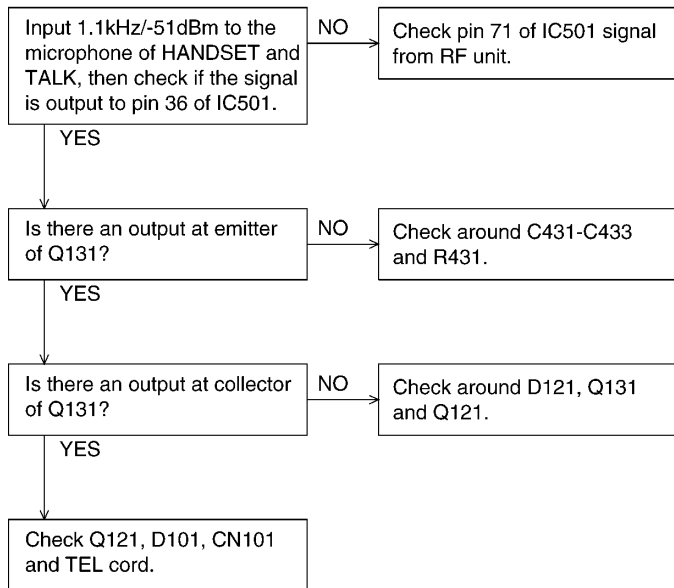 Input 1.1kHz/-51dBm to the
microphone of HANDSET and
TALK, then check if the signal
is output to pin 36 of IC501.
NO
Check pin 71 of IC501 signal
from RF unit.
YES
Is there an output at emitter
of Q131?
NO
Check around C431-C433
and R431.
YES
Is there an output at collector
of Q131?
NO
Check around D121, Q131
and Q121.
YES
Check Q121, D101, CN101
and TEL cord.